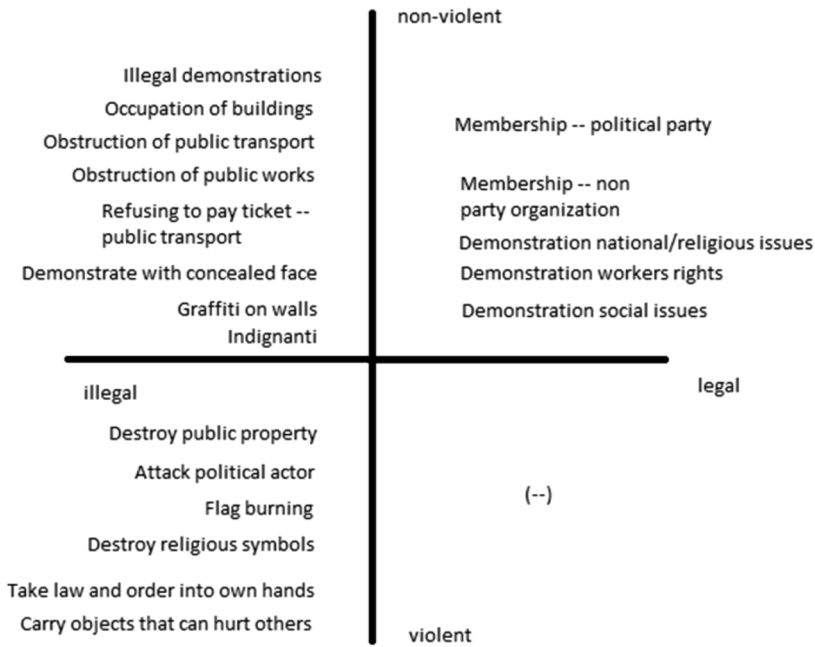 non-violent
Illegal demonstrations
Occupation of buildings
Obstruction of public transport
Obstruction of public works
Refusing to pay ticket --
public transport
Demonstrate with concealed face
Graffiti on walls
Indignanti
Membership -- political party
Membership -- non
party organization
Demonstration national/religious issues
Demonstration workers rights
Demonstration social issues
illegal
legal
Destroy public property
Attack political actor
Flag burning
Destroy religious symbols
Take law and order into own hands
Carry objects that can hurt others
(--)
violent